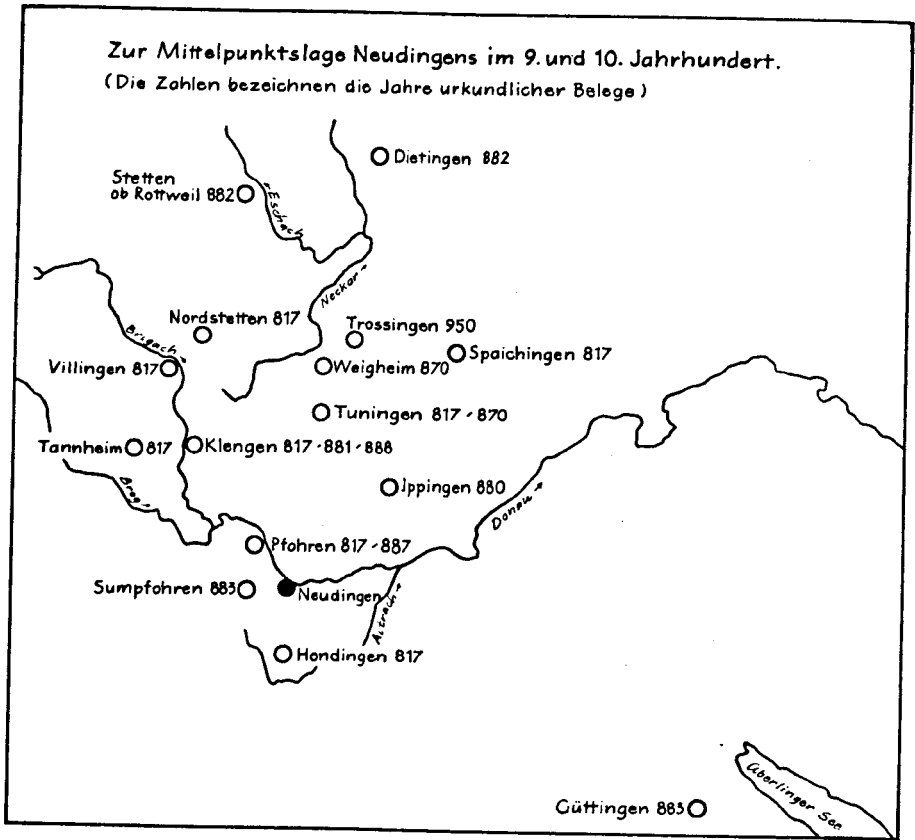 Zur Mittelpunktslage Neudingens im 9. und 10. Jahrhundert.
(Die Zahlen bezeichnen die Jahre urkundlicher Belege)
Dietingen 882
Stetten
ob Rottweil 882
Eschach
Neckar
Nordstetten 817
Trossingen 950
Brigach
Spaichingen 817
Villingen 817
Weigheim 870
Tuningen 817 - 870
Tannheim 817
Klengen 817 - 881 - 888
Ippingen 880
Breg
Donau
Pfohren 817 - 887
Sumpfohren 883
Neudingen
Aitrach
Hondingen 817
Überlinger See
Güttingen 883